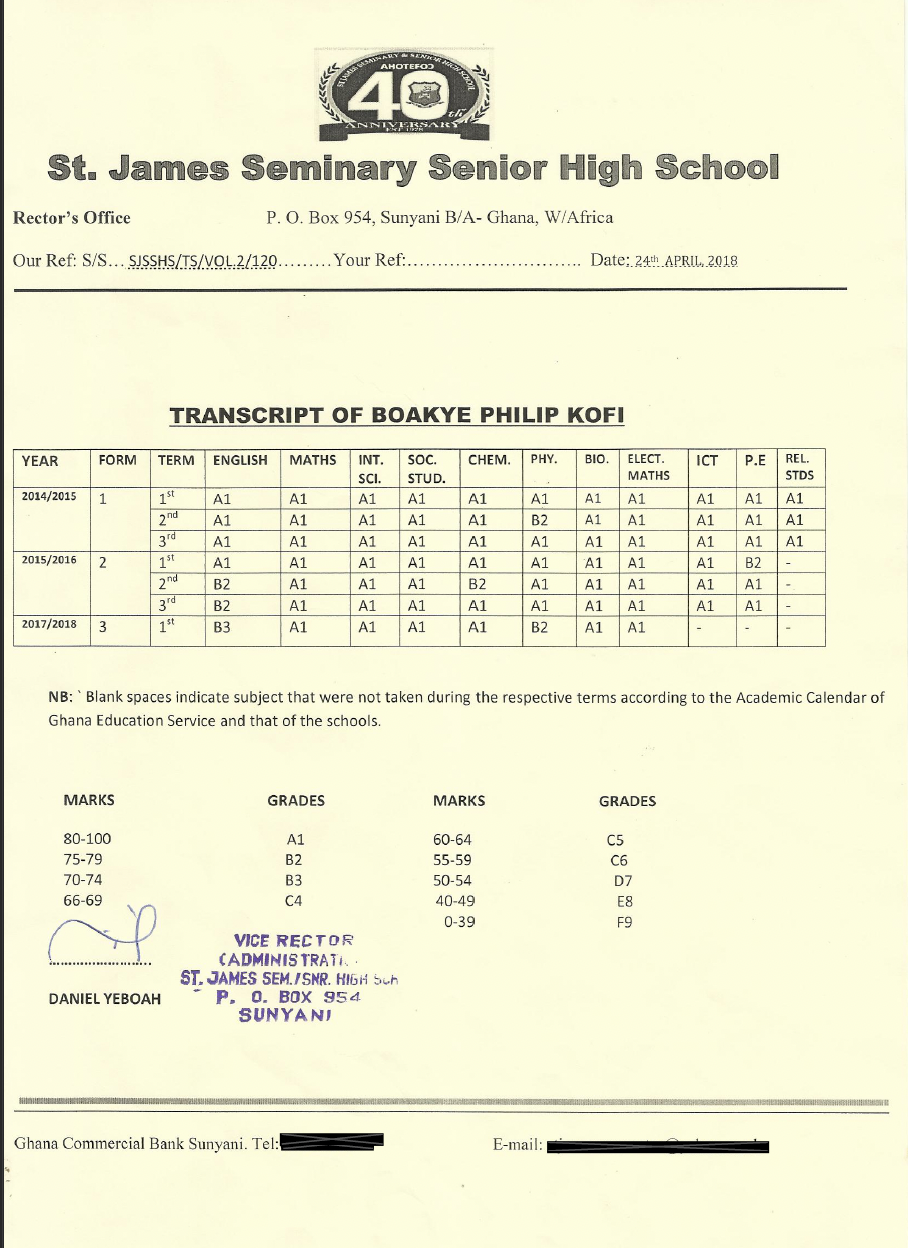 ST. JAMES SEMINARY & SENIOR HIGH SCHOOL
AHOTEFOƆ
40th
ANNIVERSARY
EST 1978
St. James Seminary Senior High School
Rector's Office P. O. Box 954, Sunyani B/A- Ghana, W/Africa
Our Ref: S/S... SJSSHS/TS/VOL.2/120.........Your Ref:............................. Date: 24th APRIL, 2018
TRANSCRIPT OF BOAKYE PHILIP KOFI
YEAR FORM TERM ENGLISH MATHS INT. SCI. SOC. STUD. CHEM. PHY. BIO. ELECT. MATHS ICT P.E REL. STDS
2014/2015 1 1st A1 A1 A1 A1 A1 A1 A1 A1 A1 A1 A1
2nd A1 A1 A1 A1 A1 B2 A1 A1 A1 A1 A1
3rd A1 A1 A1 A1 A1 A1 A1 A1 A1 A1 A1
2015/2016 2 1st A1 A1 A1 A1 A1 A1 A1 A1 A1 B2 -
2nd B2 A1 A1 A1 B2 A1 A1 A1 A1 A1 -
3rd B2 A1 A1 A1 A1 A1 A1 A1 A1 A1 -
2017/2018 3 1st B3 A1 A1 A1 A1 B2 A1 A1 - - -
NB: ` Blank spaces indicate subject that were not taken during the respective terms according to the Academic Calendar of
Ghana Education Service and that of the schools.
MARKS GRADES MARKS GRADES
80-100 A1 60-64 C5
75-79 B2 55-59 C6
70-74 B3 50-54 D7
66-69 C4 40-49 E8
0-39 F9
VICE RECTOR
(ADMINISTRATI
ST. JAMES SEM./SNR. HIGH Sch
P. O. BOX 954
SUNYANI
DANIEL YEBOAH
Ghana Commercial Bank Sunyani. Tel: E-mail: